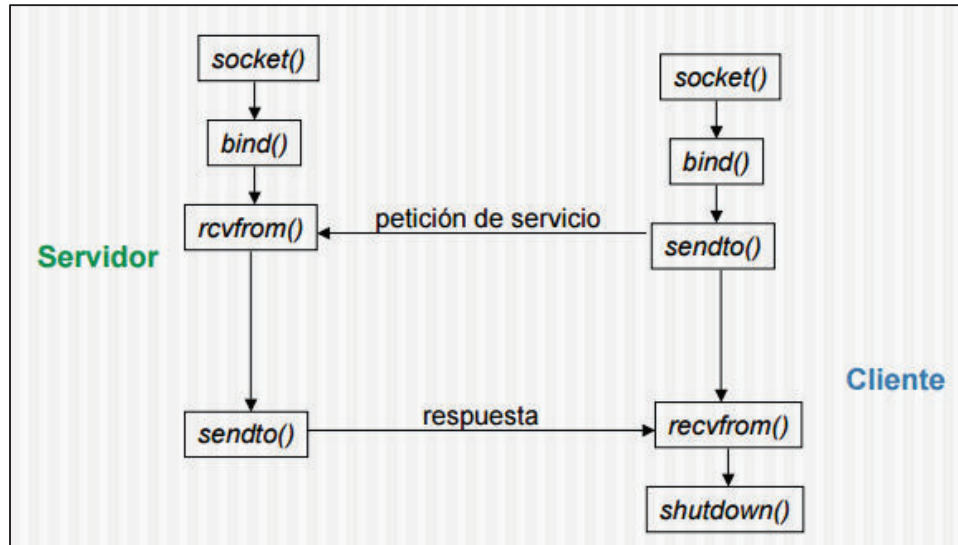 socket()
socket()
bind()
bind()
rcvfrom()
petición de servicio
sendto()
Servidor
Cliente
sendto()
respuesta
recvfrom()
shutdown()